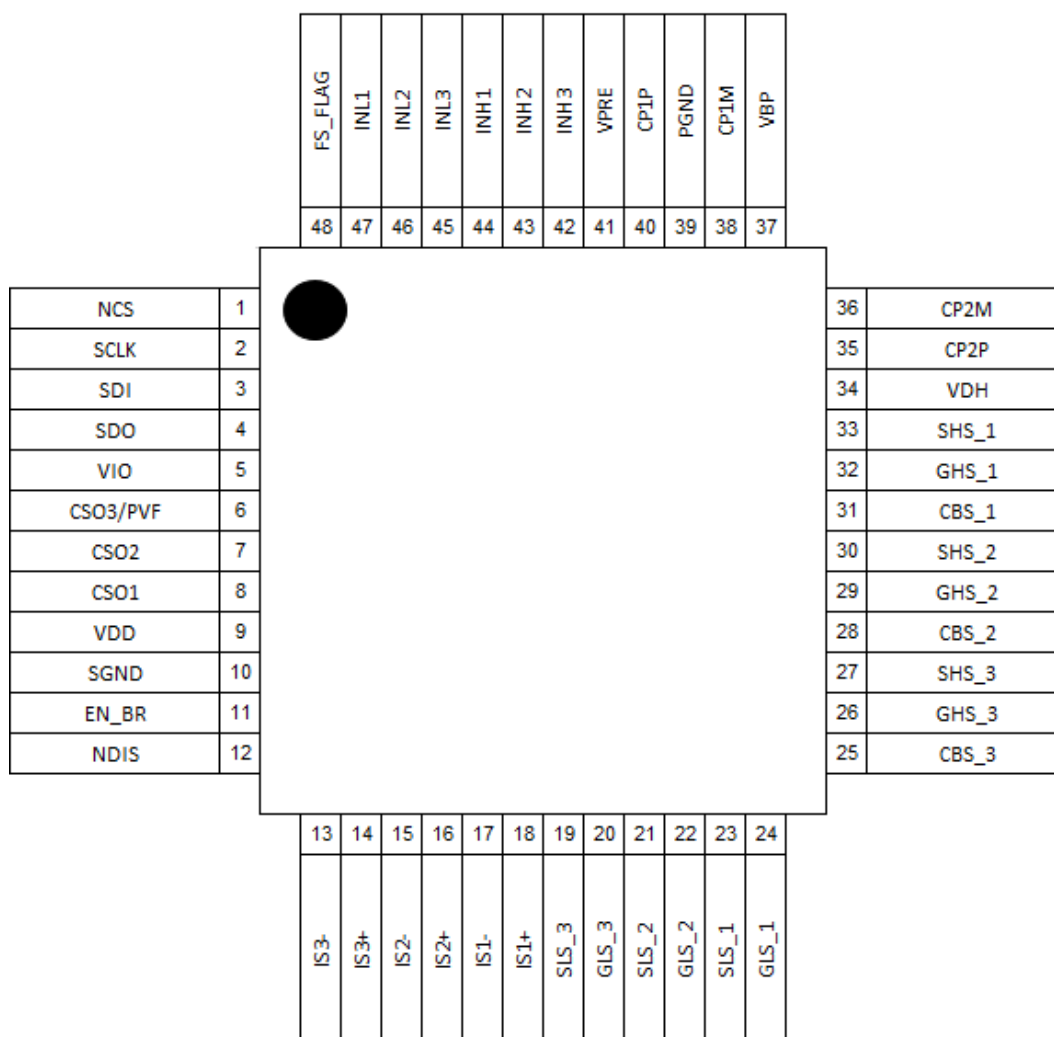 FS_FLAG INL1 INL2 INL3 INH1 INH2 INH3 VPRE CP1P PGND CP1M VBP
48 47 46 45 44 43 42 41 40 39 38 37
NCS 1 36 CP2M
SCLK 2 35 CP2P
SDI 3 34 VDH
SDO 4 33 SHS_1
VIO 5 32 GHS_1
CSO3/PVF 6 31 CBS_1
CSO2 7 30 SHS_2
CSO1 8 29 GHS_2
VDD 9 28 CBS_2
SGND 10 27 SHS_3
EN_BR 11 26 GHS_3
NDIS 12 25 CBS_3
13 14 15 16 17 18 19 20 21 22 23 24
IS3- IS3+ IS2- IS2+ IS1- IS1+ SLS_3 GLS_3 SLS_2 GLS_2 SLS_1 GLS_1